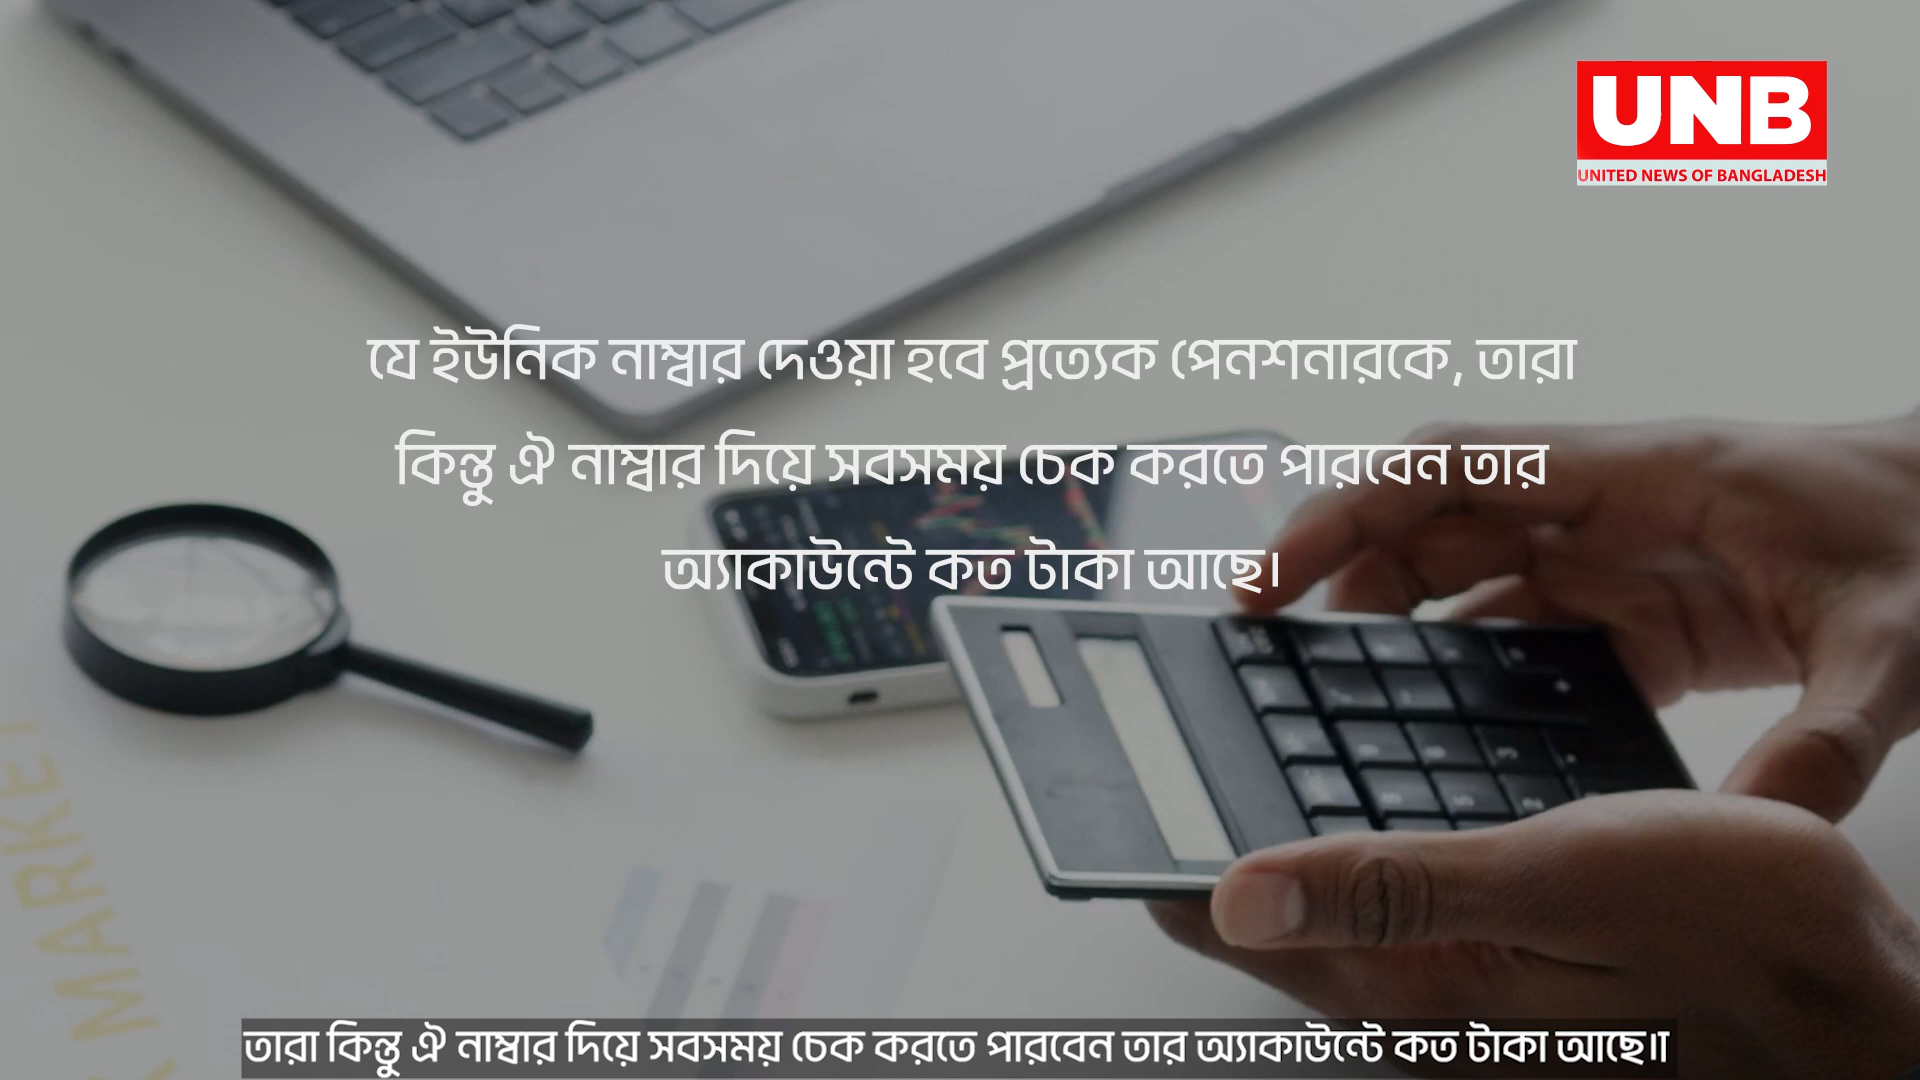 UNB
UNITED NEWS OF BANGLADESH
যে ইউনিক নাম্বার দেওয়া হবে প্রত্যেক পেনশনারকে, তারা
কিন্তু ঐ নাম্বার দিয়ে সবসময় চেক করতে পারবেন তার
অ্যাকাউন্টে কত টাকা আছে।
MARKET
তারা কিন্তু ঐ নাম্বার দিয়ে সবসময় চেক করতে পারবেন তার অ্যাকাউন্টে কত টাকা আছে।া